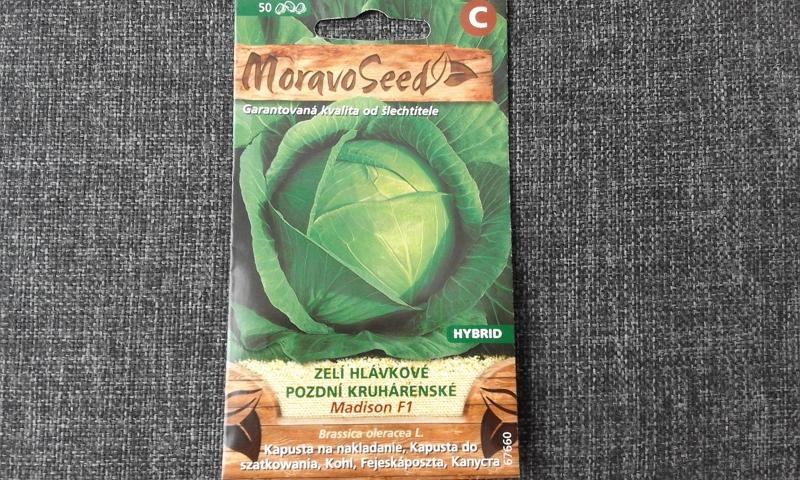 50
C
MoravoSeed
Garantovaná kvalita od šlechtitele
HYBRID
ZELÍ HLÁVKOVÉ
POZDNÍ KRUHÁRENSKÉ
Madison F1
Brassica oleracea L.
Kapusta na nakladanie, Kapusta do
szatkowania, Kohl, Fejeskáposzta, Капуста
67660